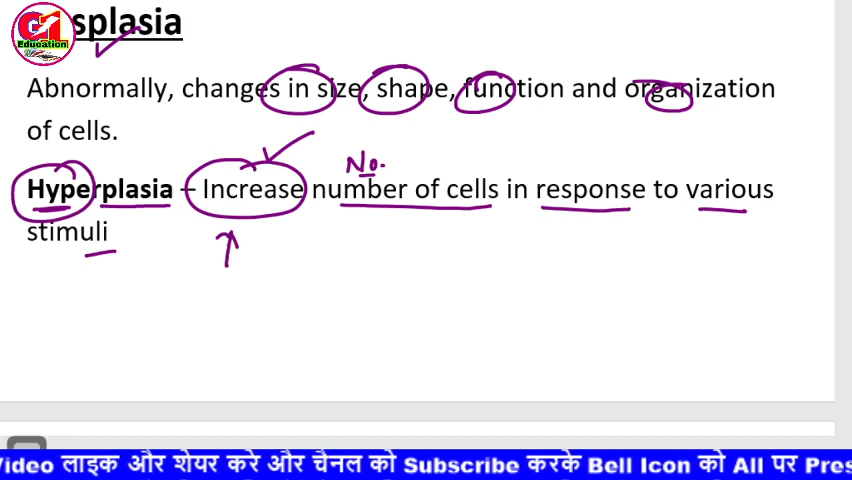 GI
Education
splasia
Abnormally, changes in size, shape, function and organization
of cells.
No.
Hyperplasia – Increase number of cells in response to various
stimuli
Video लाइक और शेयर करे और चैनल को Subscribe करके Bell Icon को All पर Pres